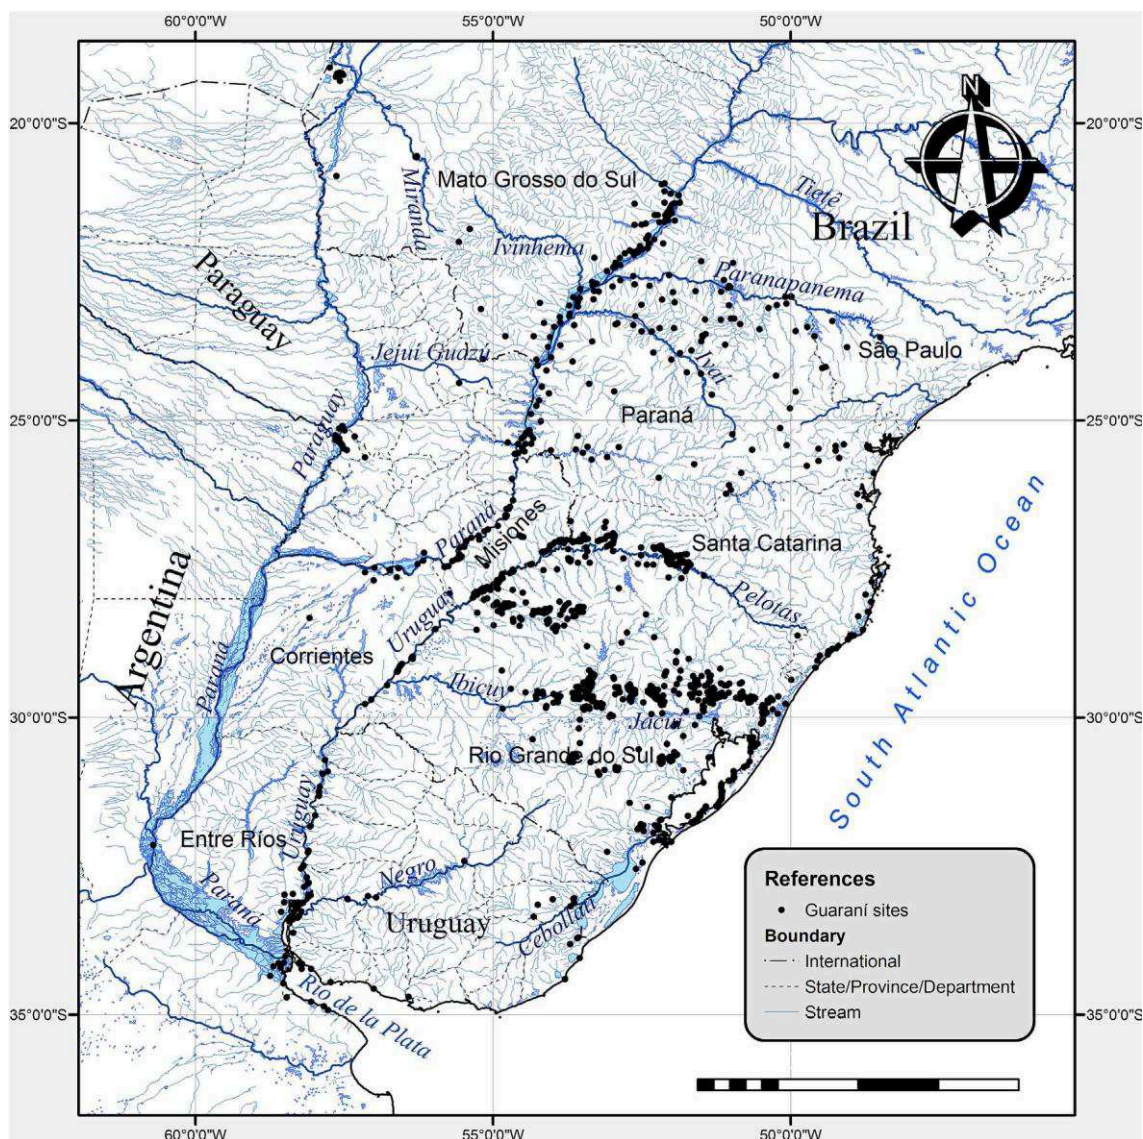 60°0'0"W
55°0'0"W
50°0'0"W
N
20°0'0"S
20°0'0"S
Mato Grosso do Sul
Miranda
Tietê
Brazil
Ivinhema
Paraguay
Paranapanema
Jejuí Guazú
São Paulo
Ivaí
Paraná
25°0'0"S
25°0'0"S
Paraguay
Paraná
Misiones
Santa Catarina
Argentina
Uruguay
Pelotas
Paraná
Corrientes
Ibicuy
South Atlantic Ocean
30°0'0"S
30°0'0"S
Jacuí
Rio Grande do Sul
Uruguay
Entre Ríos
Negro
Paraná
Uruguay
Cebollatí
References
Guaraní sites
Boundary
International
State/Province/Department
Stream
Río de la Plata
35°0'0"S
35°0'0"S
60°0'0"W
55°0'0"W
50°0'0"W